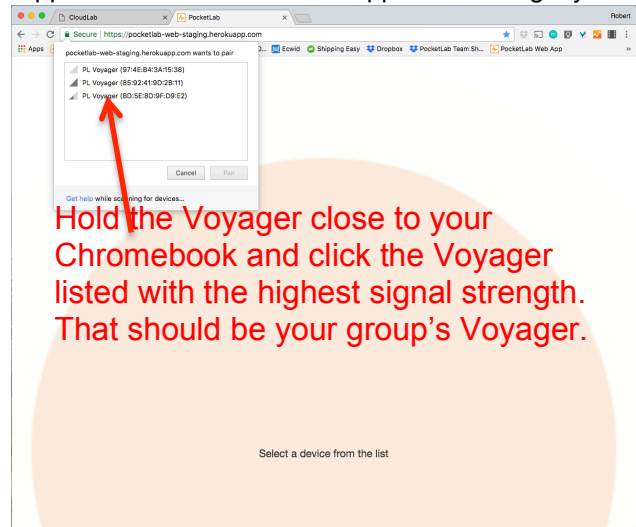 CloudLab
PocketLab
Robert
Secure https://pocketlab-web-staging.herokuapp.com
Apps
Ecwid
Shipping Easy
Dropbox
PocketLab Team Sh...
PocketLab Web App
pocketlab-web-staging.herokuapp.com wants to pair
PL Voyager (97:4E:B4:3A:15:38)
PL Voyager (85:92:41:9D:2B:11)
PL Voyager (BD:5E:8D:9F:D9:E2)
Cancel
Pair
Get help while scanning for devices...
Hold the Voyager close to your
Chromebook and click the Voyager
listed with the highest signal strength.
That should be your group's Voyager.
Select a device from the list